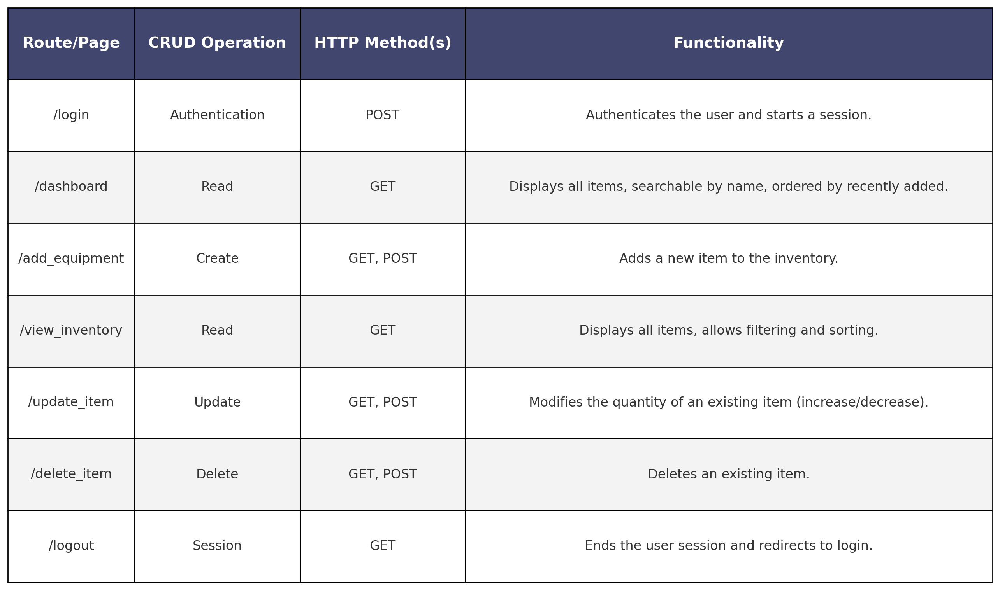 Route/Page CRUD Operation HTTP Method(s) Functionality
/login Authentication POST Authenticates the user and starts a session.
/dashboard Read GET Displays all items, searchable by name, ordered by recently added.
/add_equipment Create GET, POST Adds a new item to the inventory.
/view_inventory Read GET Displays all items, allows filtering and sorting.
/update_item Update GET, POST Modifies the quantity of an existing item (increase/decrease).
/delete_item Delete GET, POST Deletes an existing item.
/logout Session GET Ends the user session and redirects to login.